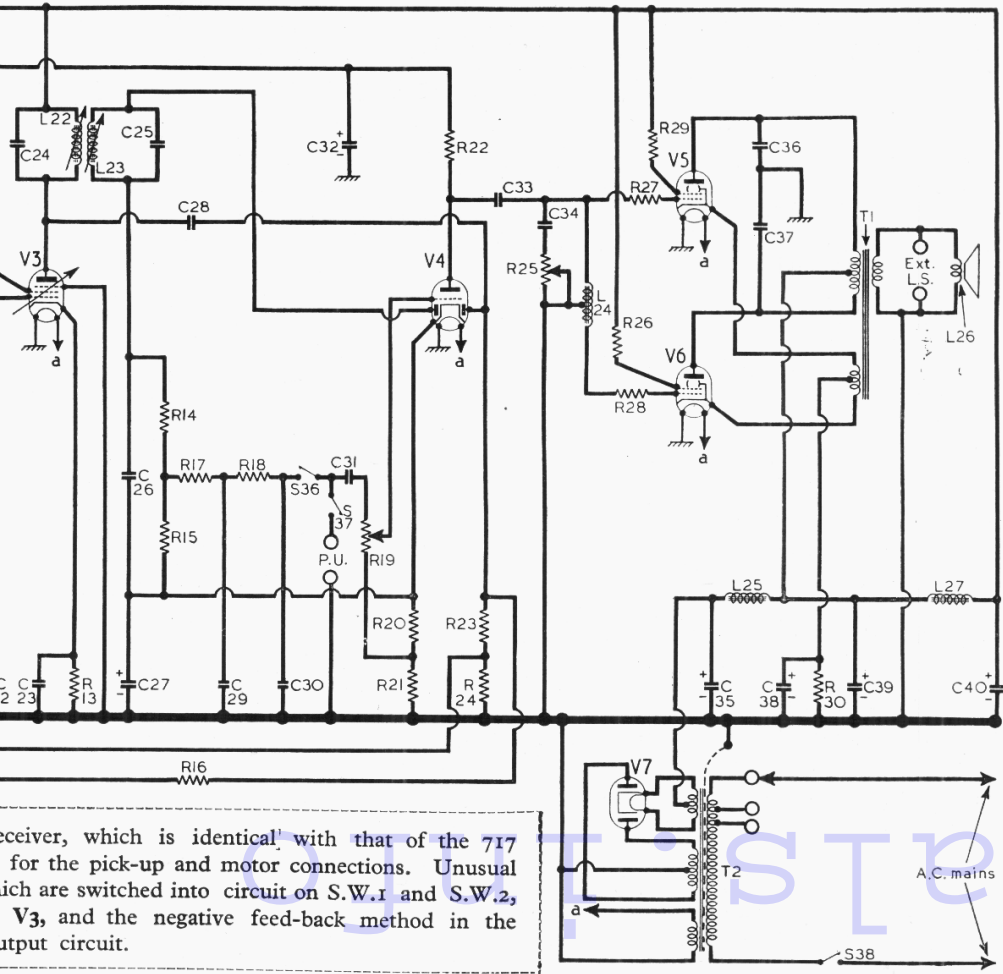 L22
C25
C24
L23
C32
R22
R29
V5
C36
C33
C34
R27
C28
C37
T1
V3
V4
R25
L
24
a
Ext.
L.S.
L26
R26
V6
a
a
R28
a
R14
C
26
R17
R18
S36
C31
S
37
R15
P.U.
R19
L25
L27
R20
R23
C
2
C
23
R
13
C27
C
29
C30
R21
R
24
C
35
C
38
R
30
C39
C40
R16
V7
T2
A.C. mains
a
S38
eceiver, which is identical with that of the 717
for the pick-up and motor connections. Unusual
hich are switched into circuit on S.W.1 and S.W.2,
V3, and the negative feed-back method in the
utput circuit.